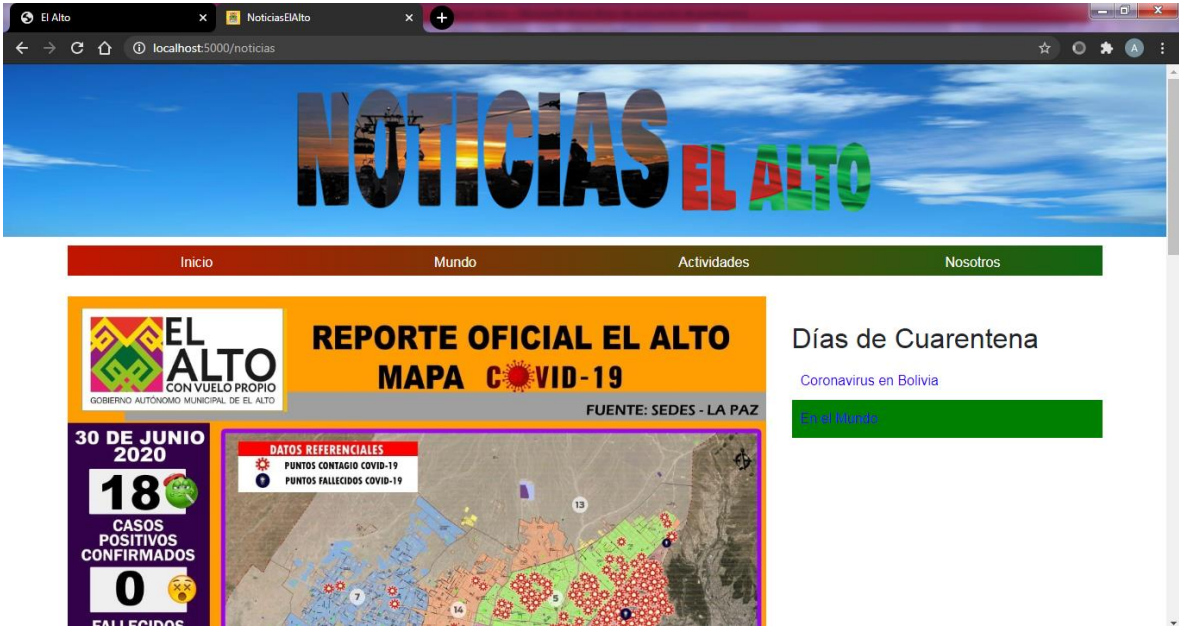 El Alto
NoticiasElAlto
localhost:5000/noticias
A
NOTICIAS EL ALTO
Inicio Mundo Actividades Nosotros
EL
ALTO
CON VUELO PROPIO
GOBIERNO AUTÓNOMO MUNICIPAL DE EL ALTO
REPORTE OFICIAL EL ALTO
MAPA COVID-19
FUENTE: SEDES - LA PAZ
30 DE JUNIO
2020
18
CASOS
POSITIVOS
CONFIRMADOS
0
FALLECIDOS
DATOS REFERENCIALES
PUNTOS CONTAGIO COVID-19
PUNTOS FALLECIDOS COVID-19
13
7
14
5
Días de Cuarentena
Coronavirus en Bolivia
En el Mundo